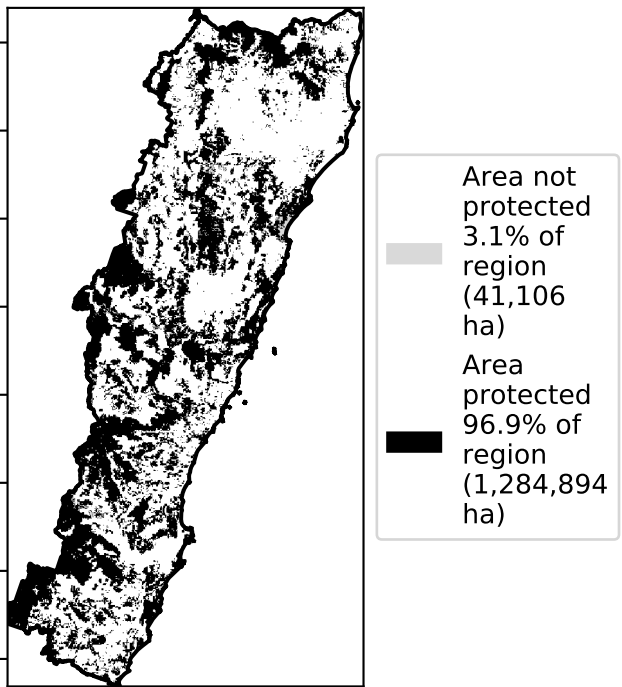 Area not
protected
3.1% of
region
(41,106
ha)
Area
protected
96.9% of
region
(1,284,894
ha)